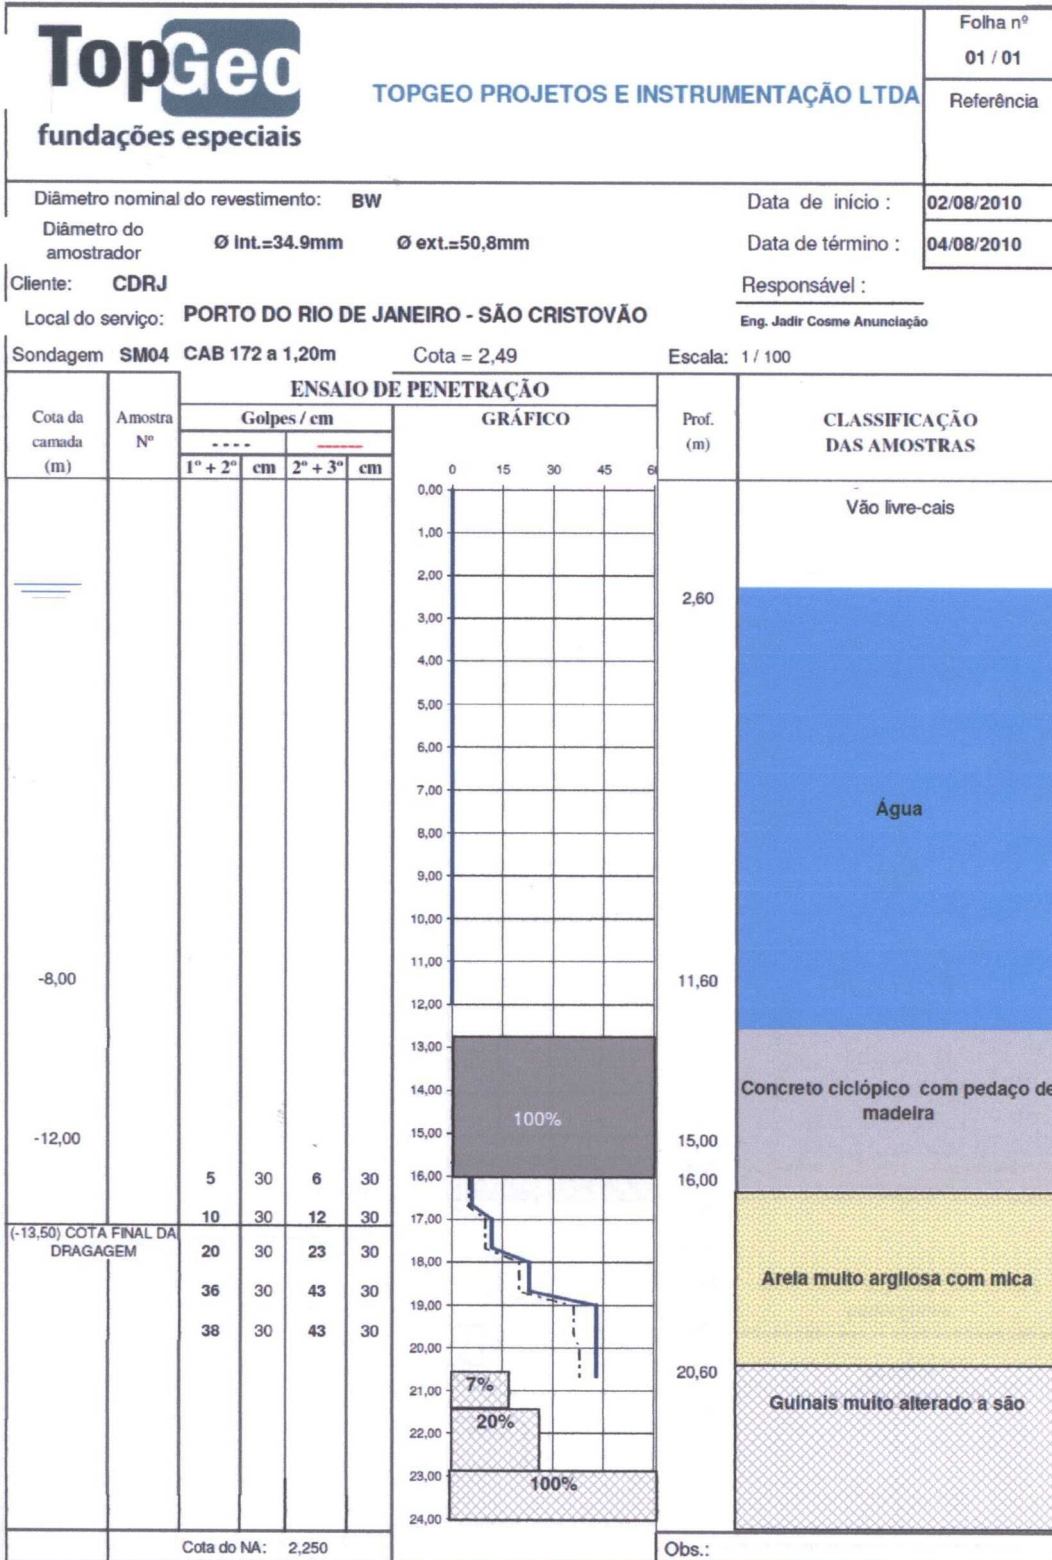 TopGeo
fundações especiais
TOPGEO PROJETOS E INSTRUMENTAÇÃO LTDA
Folha nº
01 / 01
Referência
Diâmetro nominal do revestimento: BW
Data de início : 02/08/2010
Diâmetro do amostrador Ø int.=34.9mm Ø ext.=50,8mm
Data de término : 04/08/2010
Cliente: CDRJ
Responsável :
Local do serviço: PORTO DO RIO DE JANEIRO - SÃO CRISTOVÃO
Eng. Jadir Cosme Anunciação
Sondagem SM04 CAB 172 a 1,20m Cota = 2,49 Escala: 1 / 100
ENSAIO DE PENETRAÇÃO
Cota da camada (m)
Amostra Nº
Golpes / cm
GRÁFICO
Prof. (m)
CLASSIFICAÇÃO
DAS AMOSTRAS
1º + 2º cm 2º + 3º cm
0 15 30 45 60
0,00
Vão livre-cais
1,00
2,00
2,60
3,00
4,00
5,00
6,00
7,00
8,00
Água
9,00
10,00
11,00
-8,00
11,60
12,00
13,00
14,00
Concreto ciclópico com pedaço de
madeira
100%
15,00
-12,00
15,00
16,00
5 30 6 30
16,00
10 30 12 30
17,00
(-13,50) COTA FINAL DA
DRAGAGEM
20 30 23 30
18,00
Areia muito argilosa com mica
36 30 43 30
19,00
38 30 43 30
20,00
20,60
7%
21,00
Guinais muito alterado a são
20%
22,00
23,00
100%
24,00
Cota do NA: 2,250
Obs.: